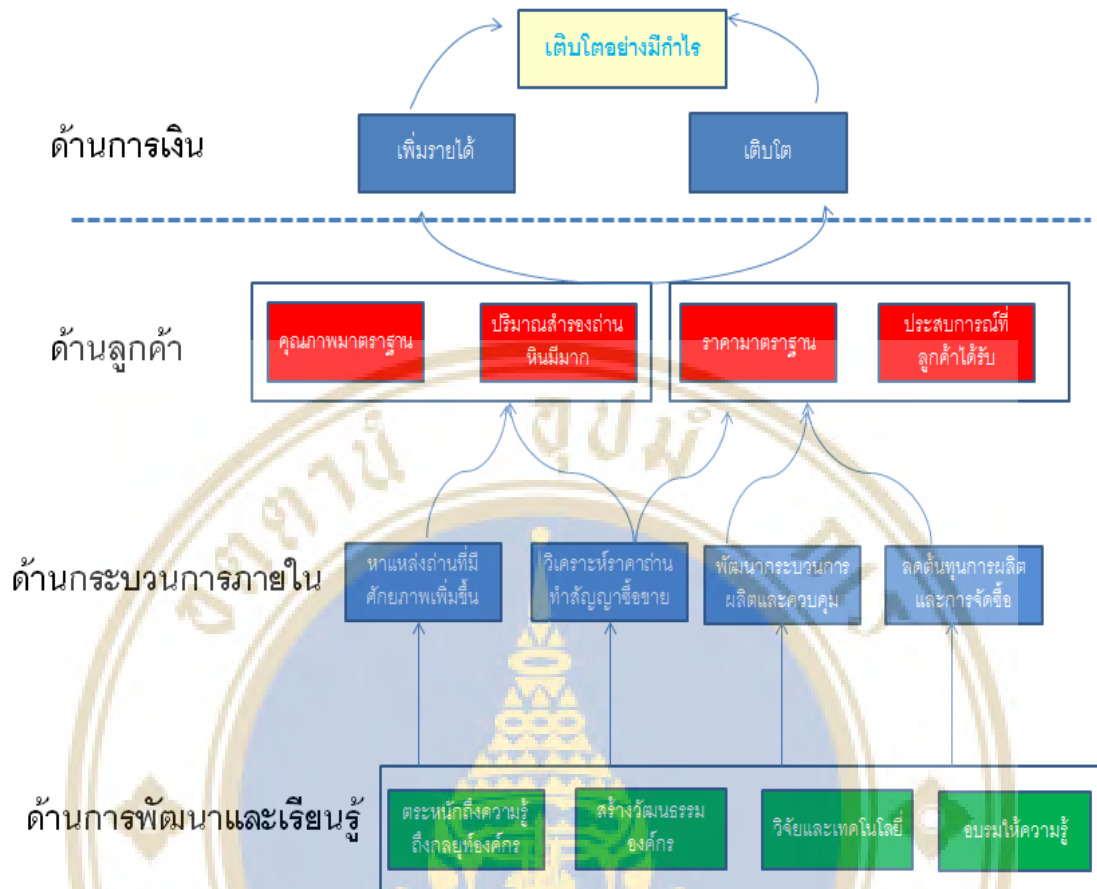 เติบโตอย่างมีกำไร
ด้านการเงิน
เพิ่มรายได้
เติบโต
ด้านลูกค้า
คุณภาพมาตราฐาน
ปริมาณสำรองถ่าน
หินมีมาก
ราคามาตราฐาน
ประสบการณ์ที่
ลูกค้าได้รับ
อตฺตานํ อุปมํ กเร
ด้านกระบวนการภายใน
หาแหล่งถ่านที่มี
ศักยภาพเพิ่มขึ้น
วิเคราะห์ราคาถ่าน
ทำสัญญาซื้อขาย
พัฒนากระบวนการ
ผลิตและควบคุม
ลดต้นทุนการผลิต
และการจัดซื้อ
ด้านการพัฒนาและเรียนรู้
ตระหนักถึงความรู้
ถึงกลยุท์องค์กร
สร้างวัฒนธรรม
องค์กร
วิจัยและเทคโนโลยี่
อบรมให้ความรู้